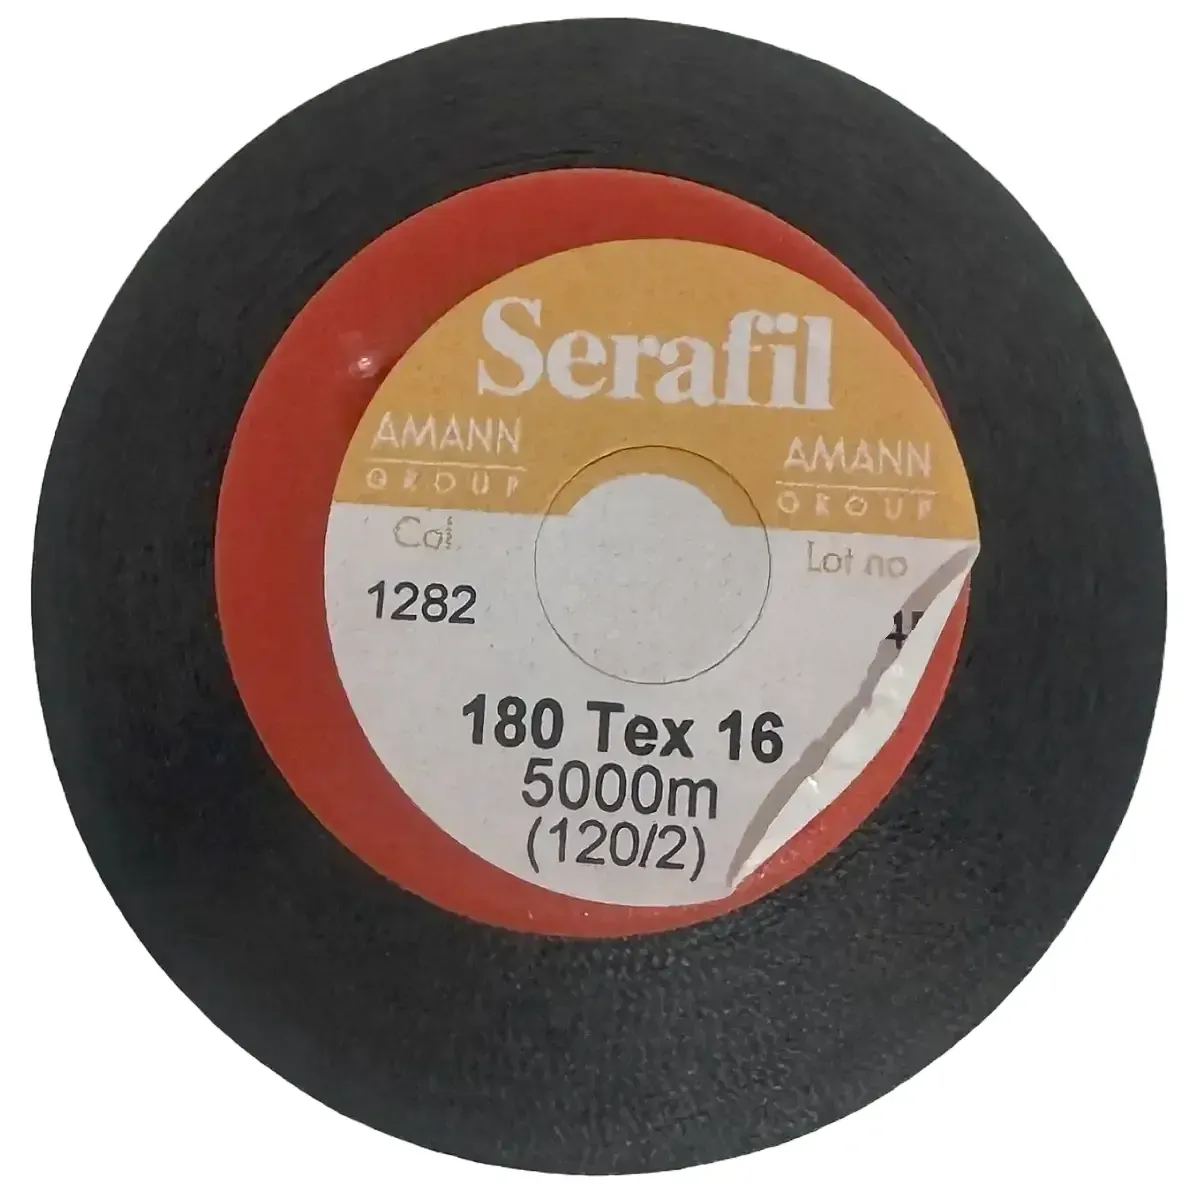 Serafil
AMANN
GROUP
AMANN
GROUP
Col.
Lot no
1282
180 Tex 16
5000m
(120/2)